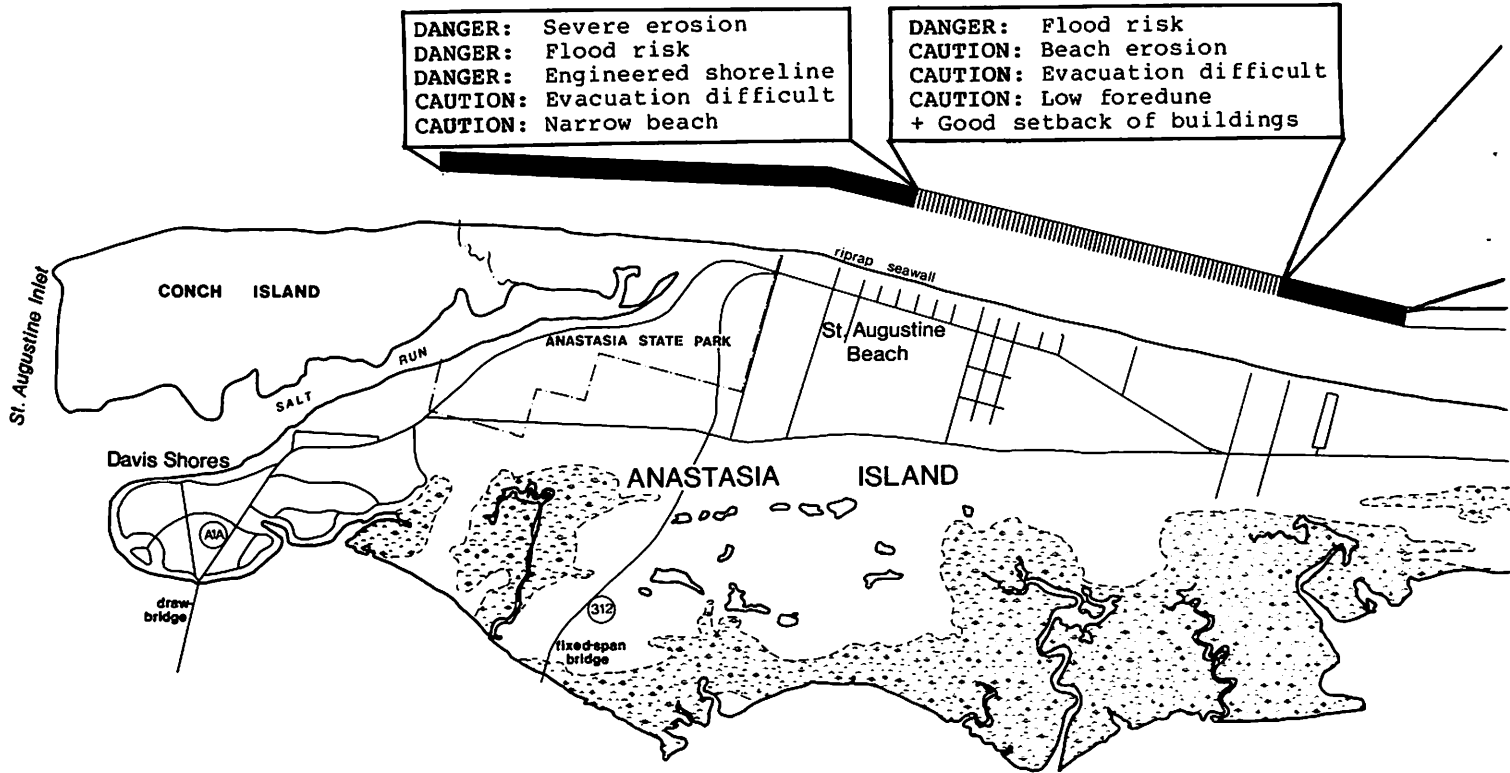 DANGER: Severe erosion
DANGER: Flood risk
DANGER: Engineered shoreline
CAUTION: Evacuation difficult
CAUTION: Narrow beach
DANGER: Flood risk
CAUTION: Beach erosion
CAUTION: Evacuation difficult
CAUTION: Low foredune
+ Good setback of buildings
St. Augustine Inlet
CONCH ISLAND
riprap seawall
ANASTASIA STATE PARK
St. Augustine
Beach
SALT RUN
Davis Shores
ANASTASIA ISLAND
A1A
draw-
bridge
312
fixed-span
bridge